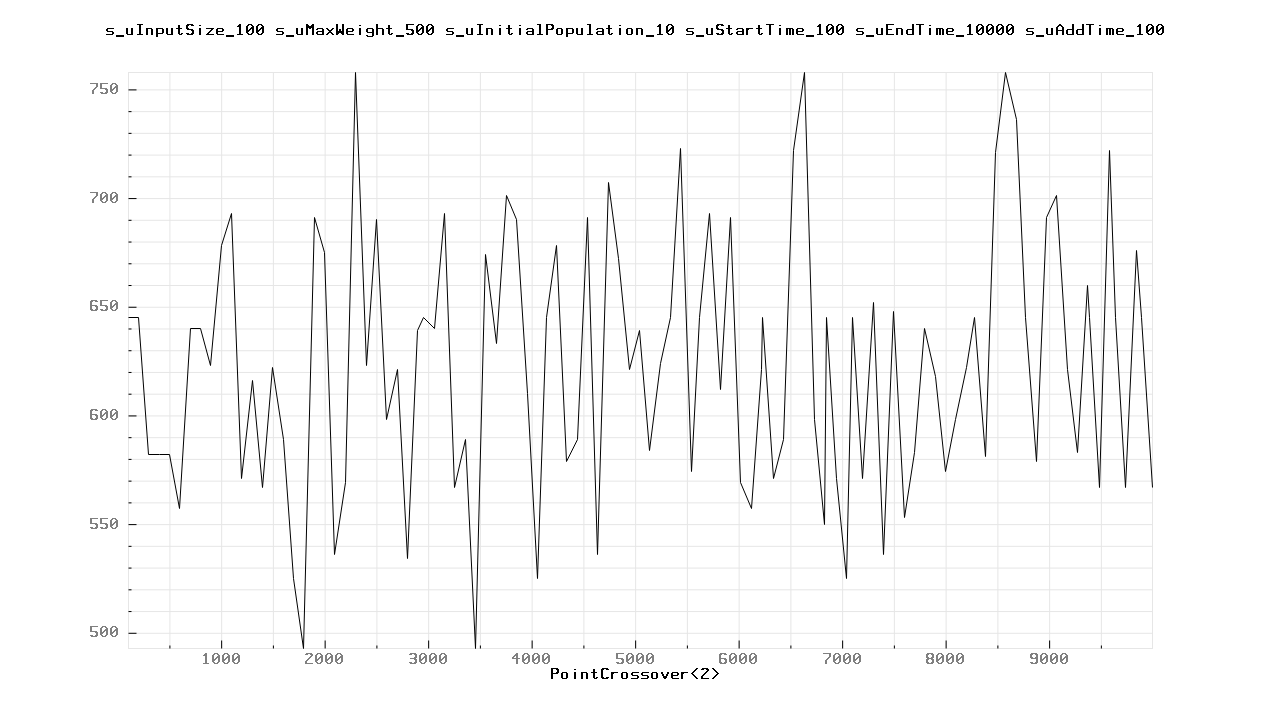 s_uInputSize_100 s_uMaxWeight_500 s_uInitialPopulation_10 s_uStartTime_100 s_uEndTime_10000 s_uAddTime_100
750
700
650
600
550
500
1000 2000 3000 4000 5000 6000 7000 8000 9000
PointCrossover<2>